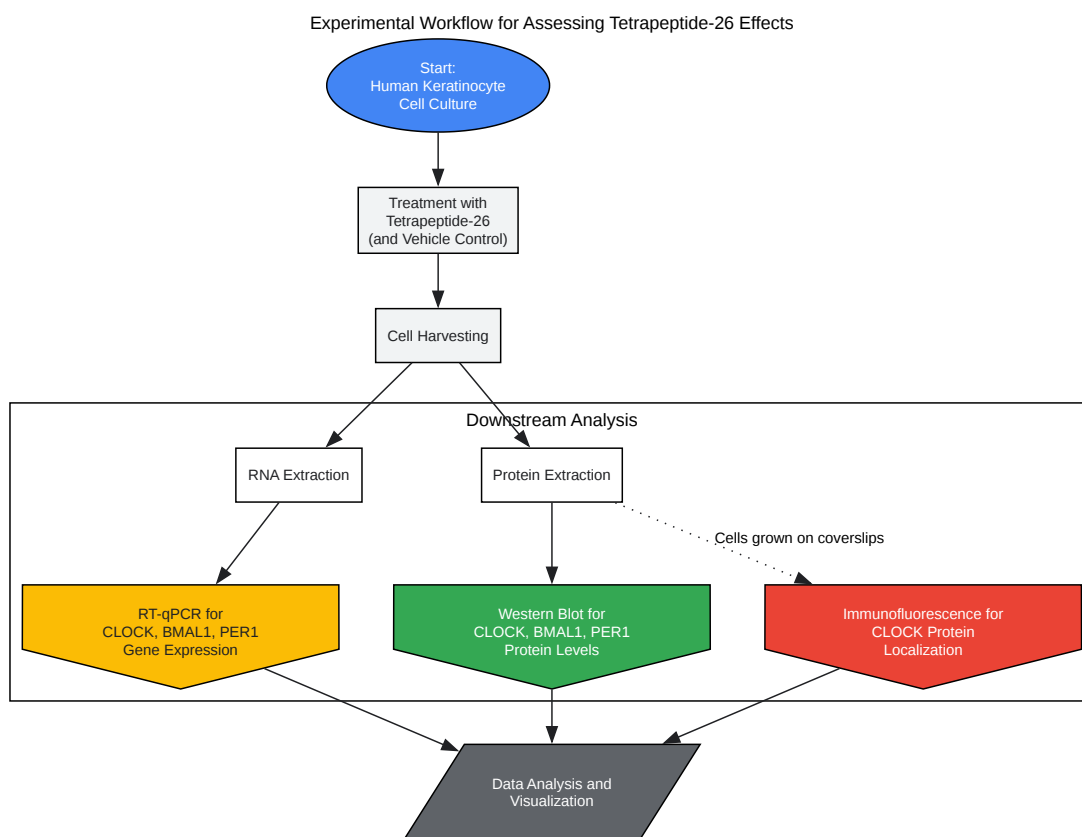 Experimental Workflow for Assessing Tetrapeptide-26 Effects
Start:
Human Keratinocyte
Cell Culture
Treatment with
Tetrapeptide-26
(and Vehicle Control)
Cell Harvesting
Downstream Analysis
RNA Extraction
Protein Extraction
Cells grown on coverslips
RT-qPCR for
CLOCK, BMAL1, PER1
Gene Expression
Western Blot for
CLOCK, BMAL1, PER1
Protein Levels
Immunofluorescence for
CLOCK Protein
Localization
Data Analysis and
Visualization